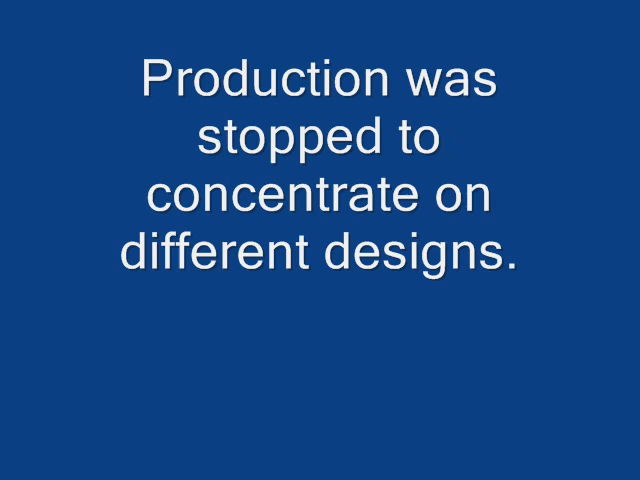 Production was
stopped to
concentrate on
different designs.